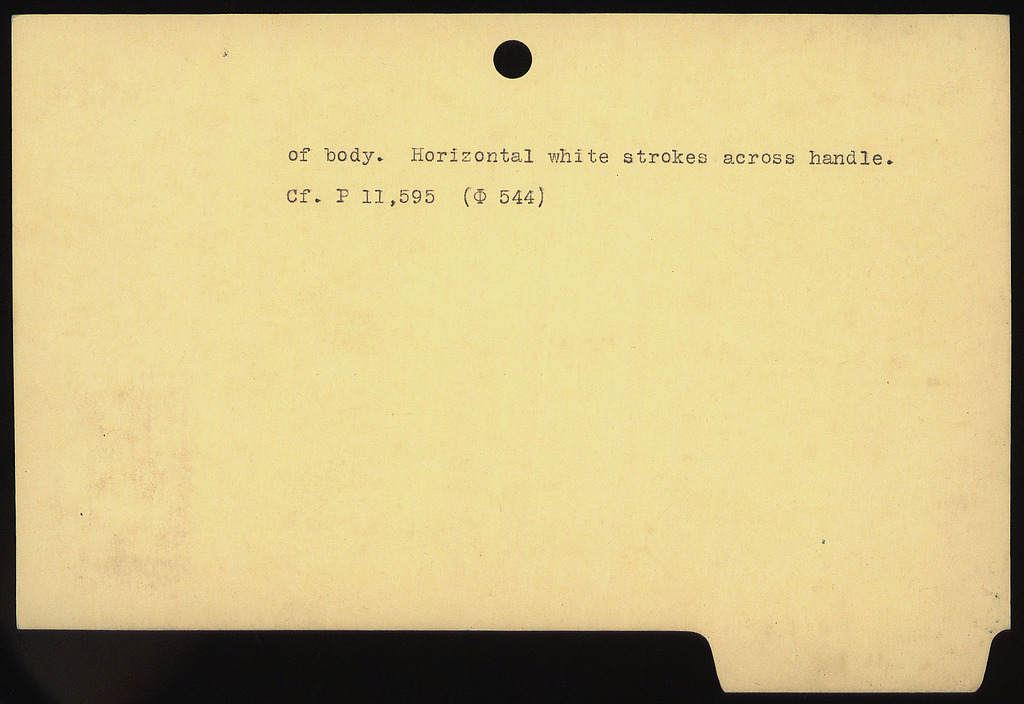 of body. Horizontal white strokes across handle.
Cf. P 11,595 (Φ 544)